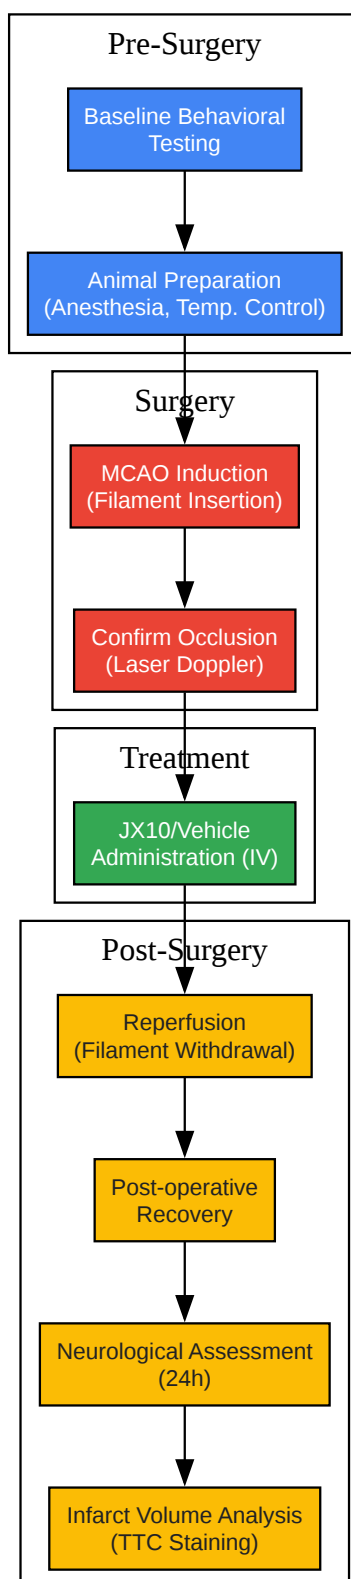 Pre-Surgery
Baseline Behavioral
Testing
Animal Preparation
(Anesthesia, Temp. Control)
Surgery
MCAO Induction
(Filament Insertion)
Confirm Occlusion
(Laser Doppler)
Treatment
JX10/Vehicle
Administration (IV)
Post-Surgery
Reperfusion
(Filament Withdrawal)
Post-operative
Recovery
Neurological Assessment
(24h)
Infarct Volume Analysis
(TTC Staining)